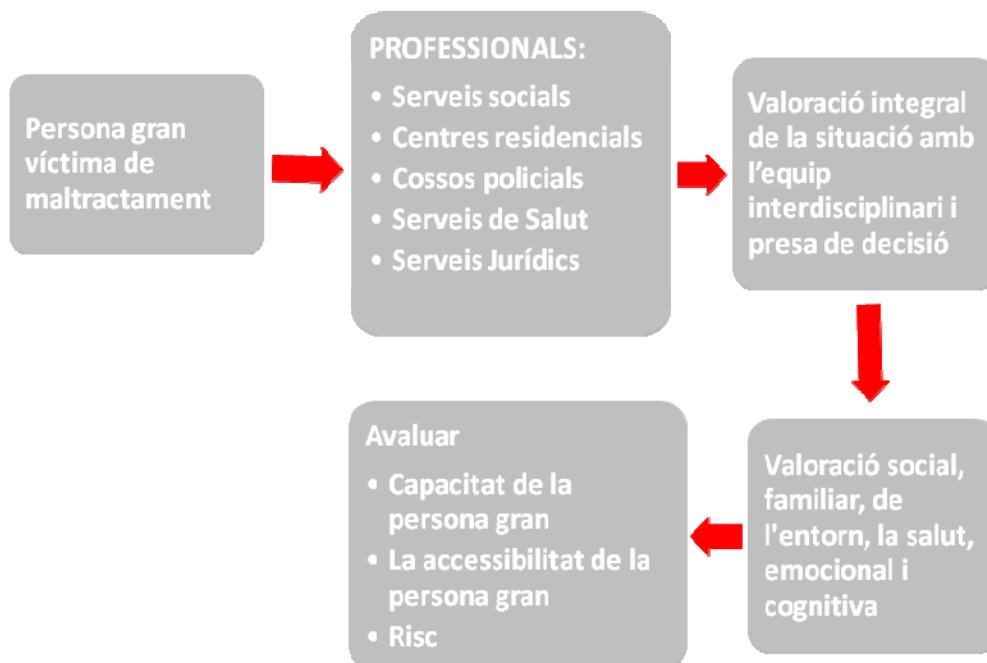 Persona gran
víctima de
maltractament
PROFESSIONALS:
• Serveis socials
• Centres residencials
• Cossos policials
• Serveis de Salut
• Serveis Jurídics
Valoració integral
de la situació amb
l'equip
interdisciplinari i
presa de decisió
Valoració social,
familiar, de
l'entorn, la salut,
emocional i
cognitiva
Avaluar
• Capacitat de la
persona gran
• La accessibilitat de la
persona gran
• Risc